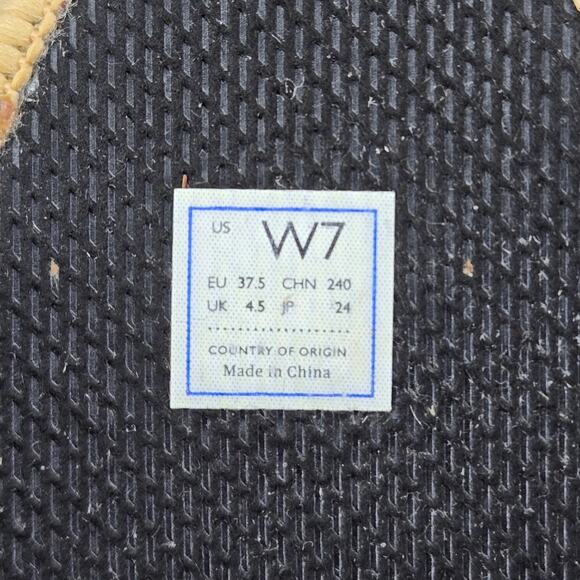 US W7
EU 37.5 CHN 240
UK 4.5 JP 24
COUNTRY OF ORIGIN
Made in China